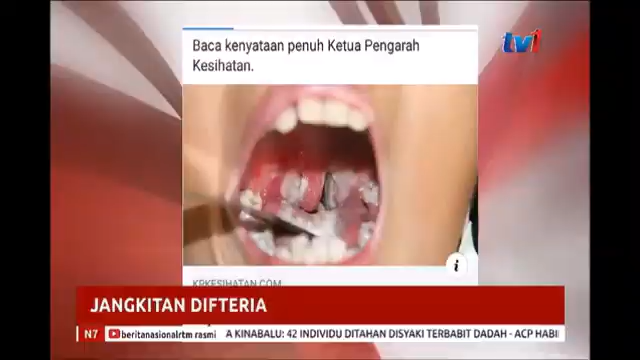 Baca kenyataan penuh Ketua Pengarah
Kesihatan.
tv1
i
KPKESIHATAN.COM
JANGKITAN DIFTERIA
N7 beritanasionalrtm rasmi A KINABALU: 42 INDIVIDU DITAHAN DISYAKI TERBABIT DADAH - ACP HABI